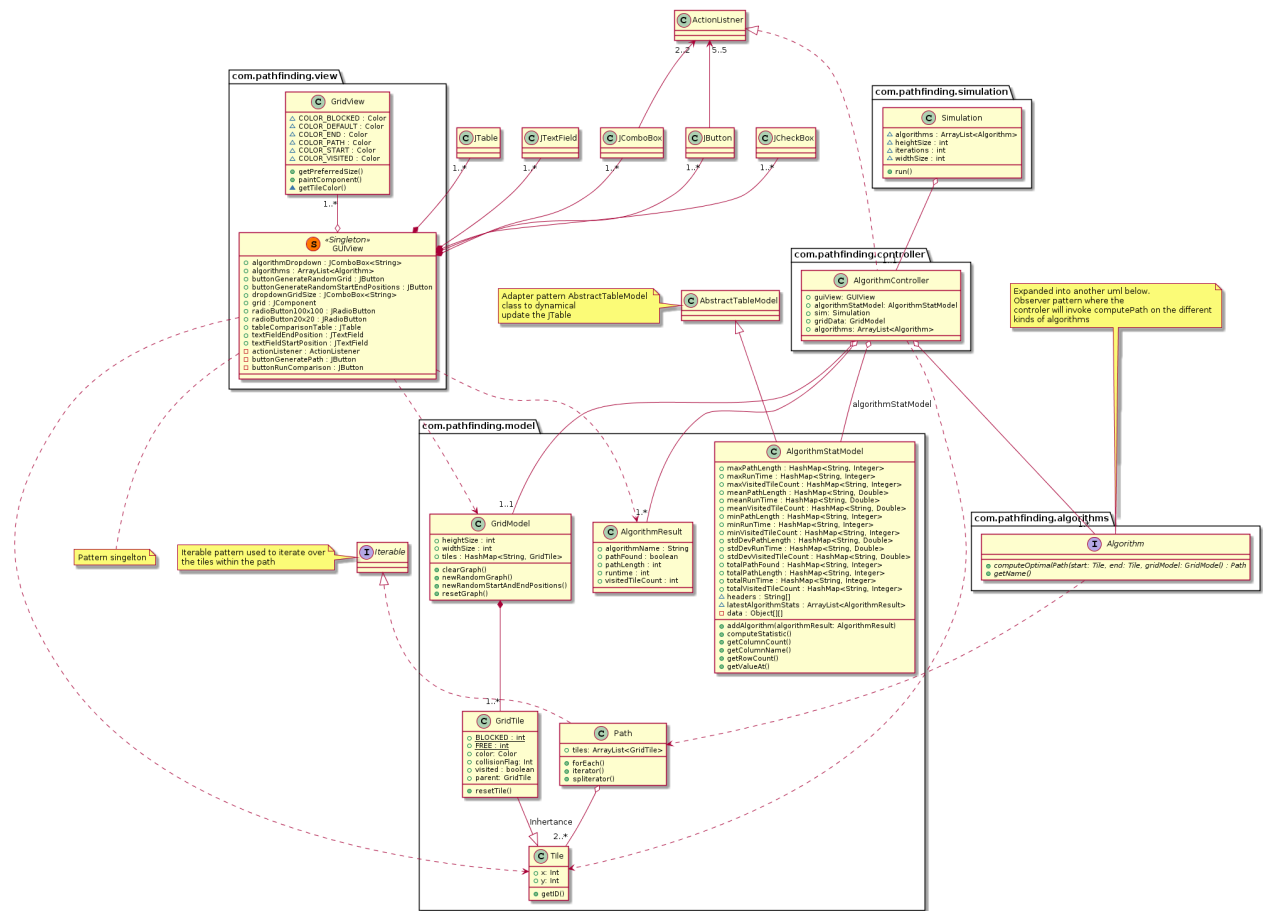 ActionListner
2..2
5..5
com.pathfinding.view
GridView
COLOR_BLOCKED : Color
COLOR_DEFAULT : Color
COLOR_END : Color
COLOR_PATH : Color
COLOR_START : Color
COLOR_VISITED : Color
getPreferredSize()
paintComponent()
getTileColor()
1..*
JTable
1..*
JTextField
1..*
JComboBox
1..*
JButton
1..*
JCheckBox
1..*
com.pathfinding.simulation
Simulation
algorithms : ArrayList<Algorithm>
heightSize : int
iterations : int
widthSize : int
run()
«Singleton»
GUIView
algorithmDropdown : JComboBox<String>
algorithms : ArrayList<Algorithm>
buttonGenerateRandomGrid : JButton
buttonGenerateRandomStartEndPositions : JButton
dropdownGridSize : JComboBox<String>
grid : JComponent
radioButton100x100 : JRadioButton
radioButton20x20 : JRadioButton
tableComparisonTable : JTable
textFieldEndPosition : JTextField
textFieldStartPosition : JTextField
actionListener : ActionListener
buttonGeneratePath : JButton
buttonRunComparison : JButton
Adapter pattern AbstractTableModel
class to dynamical
update the JTable
AbstractTableModel
com.pathfinding.controller
AlgorithmController
guiView: GUIView
algorithmStatModel: AlgorithmStatModel
sim: Simulation
gridData: GridModel
algorithms: ArrayList<Algorithm>
Expanded into another uml below.
Observer pattern where the
controler will invoke computePath on the different
kinds of algorithms
algorithmStatModel
com.pathfinding.model
AlgorithmStatModel
maxPathLength : HashMap<String, Integer>
maxRunTime : HashMap<String, Integer>
maxVisitedTileCount : HashMap<String, Integer>
meanPathLength : HashMap<String, Double>
meanRunTime : HashMap<String, Double>
meanVisitedTileCount : HashMap<String, Double>
minPathLength : HashMap<String, Integer>
minRunTime : HashMap<String, Integer>
minVisitedTileCount : HashMap<String, Integer>
stdDevPathLength : HashMap<String, Double>
stdDevRunTime : HashMap<String, Double>
stdDevVisitedTileCount : HashMap<String, Double>
totalPathFound : HashMap<String, Integer>
totalPathLength : HashMap<String, Integer>
totalRunTime : HashMap<String, Integer>
totalVisitedTileCount : HashMap<String, Integer>
headers : String[]
latestAlgorithmStats : ArrayList<AlgorithmResult>
data : Object[][]
addAlgorithm(algorithmResult: AlgorithmResult)
computeStatistic()
getColumnCount()
getColumnName()
getRowCount()
getValueAt()
1..1
GridModel
heightSize : int
widthSize : int
tiles : HashMap<String, GridTile>
clearGraph()
newRandomGraph()
newRandomStartAndEndPositions()
resetGraph()
1.*
AlgorithmResult
algorithmName : String
pathFound : boolean
pathLength : int
runtime : int
visitedTileCount : int
com.pathfinding.algorithms
Algorithm
computeOptimalPath(start: Tile, end: Tile, gridModel: GridModel) : Path
getName()
Pattern singelton
Iterable pattern used to iterate over
the tiles within the path
Iterable
1..*
GridTile
BLOCKED : int
FREE : int
color: Color
collisionFlag: Int
visited : boolean
parent: GridTile
resetTile()
Path
tiles: ArrayList<GridTile>
forEach()
iterator()
spliterator()
Inhertance
2..*
Tile
x: Int
y: Int
getID()